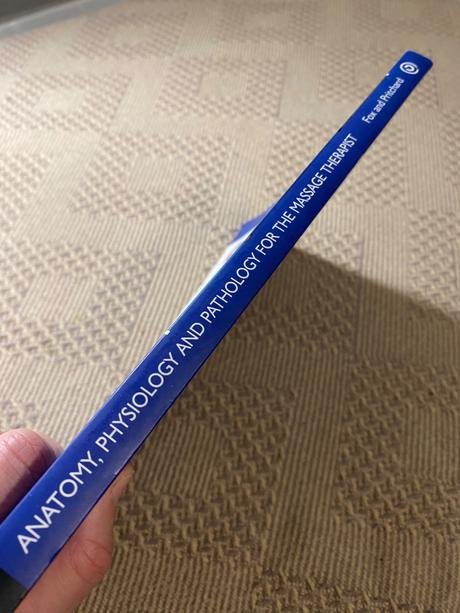 ANATOMY, PHYSIOLOGY AND PATHOLOGY FOR THE MASSAGE THERAPIST Fox and Pritchard